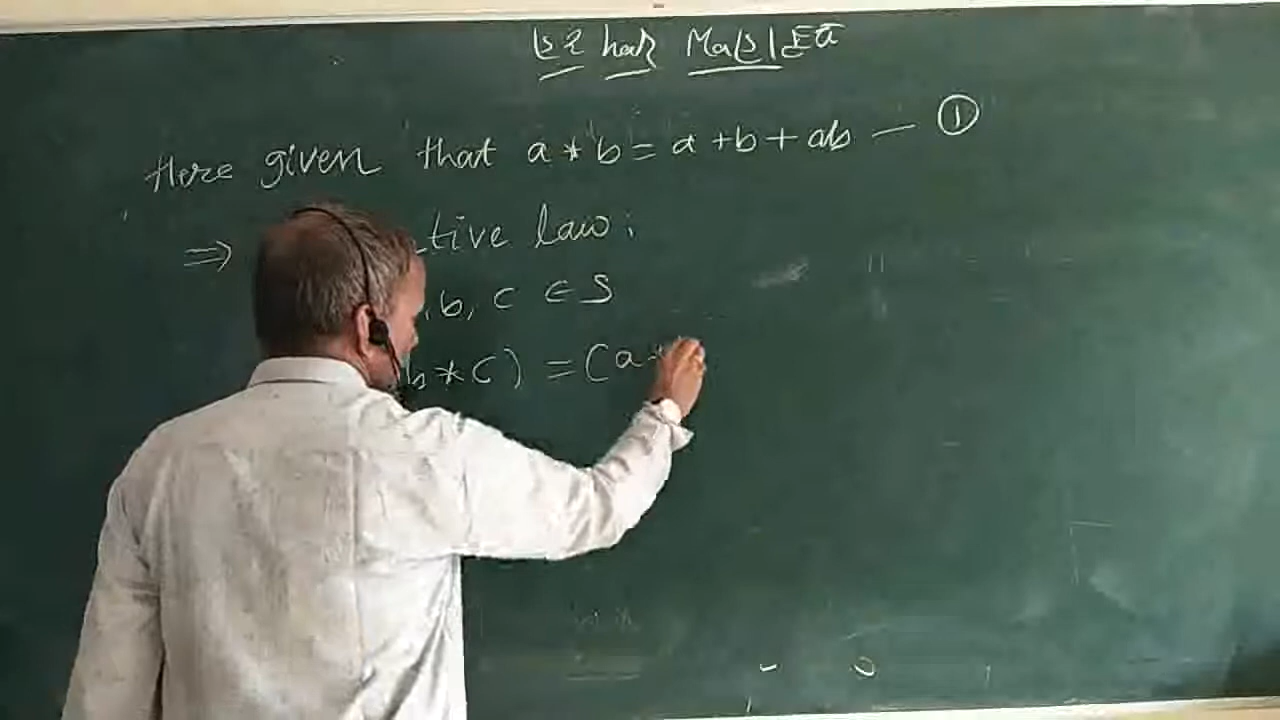 Here given that a * b = a + b + ab — ①
⇒ tive law:
, b, c ∈ S
b * c) = (a *